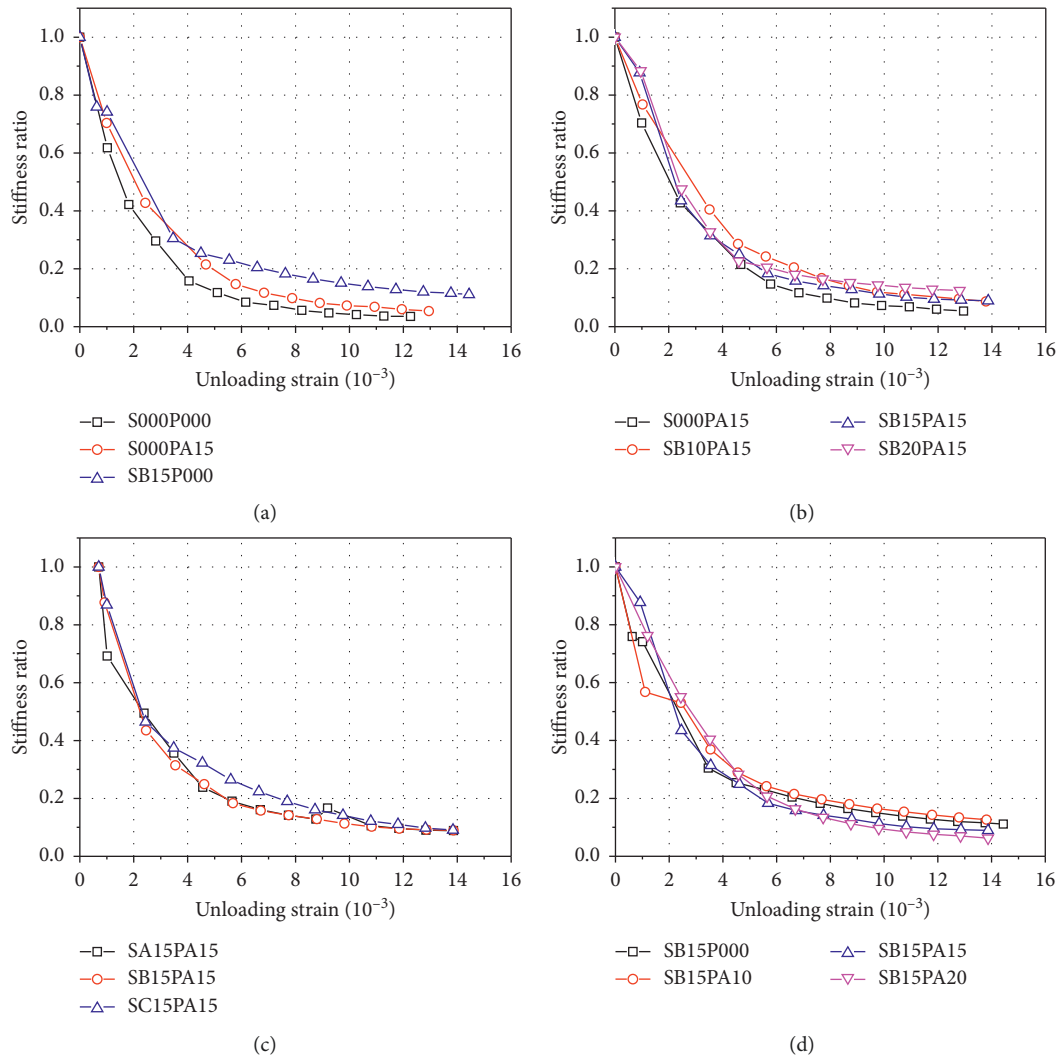 Stiffness ratio
1.0
0.8
0.6
0.4
0.2
0.0
0 2 4 6 8 10 12 14 16
Unloading strain (10⁻³)
S000P000
S000PA15
SB15P000
(a)
Stiffness ratio
1.0
0.8
0.6
0.4
0.2
0.0
0 2 4 6 8 10 12 14 16
Unloading strain (10⁻³)
S000PA15 SB15PA15
SB10PA15 SB20PA15
(b)
Stiffness ratio
1.0
0.8
0.6
0.4
0.2
0.0
0 2 4 6 8 10 12 14 16
Unloading strain (10⁻³)
SA15PA15
SB15PA15
SC15PA15
(c)
Stiffness ratio
1.0
0.8
0.6
0.4
0.2
0.0
0 2 4 6 8 10 12 14 16
Unloading strain (10⁻³)
SB15P000 SB15PA15
SB15PA10 SB15PA20
(d)